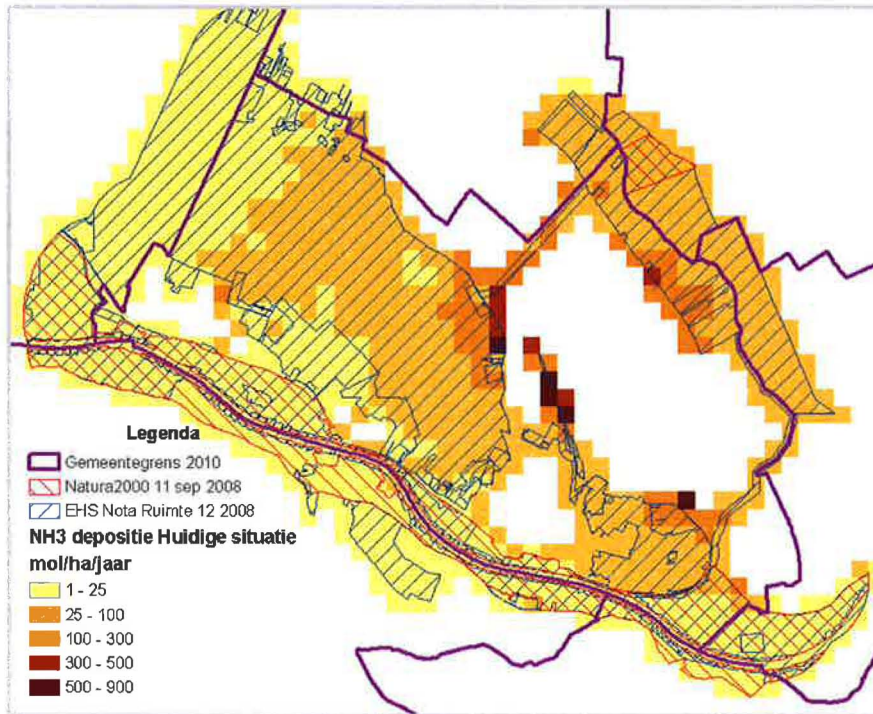 Legenda
Gemeentegrens 2010
Natura2000 11 sep 2008
EHS Nota Ruimte 12 2008
NH3 depositie Huidige situatie
mol/ha/jaar
1 - 25
25 - 100
100 - 300
300 - 500
500 - 900